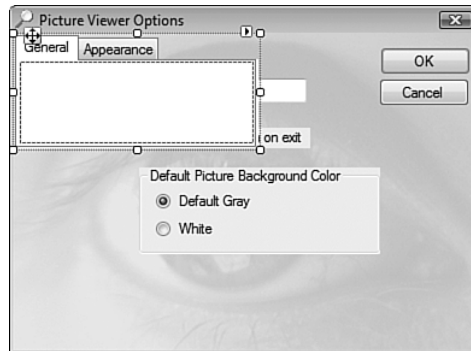 Picture Viewer Options
General Appearance
OK
Cancel
on exit
Default Picture Background Color
Default Gray
White